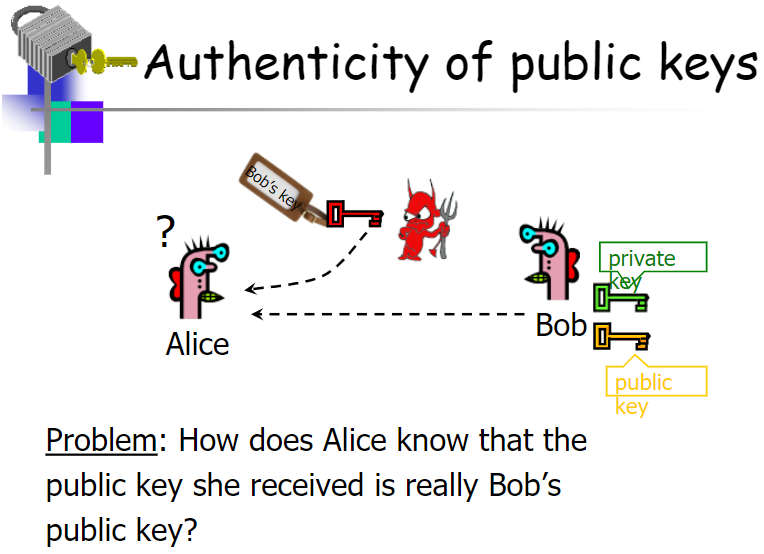 Authenticity of public keys
Bob's key
?
private
key
Alice
Bob
public
key
Problem: How does Alice know that the
public key she received is really Bob's
public key?